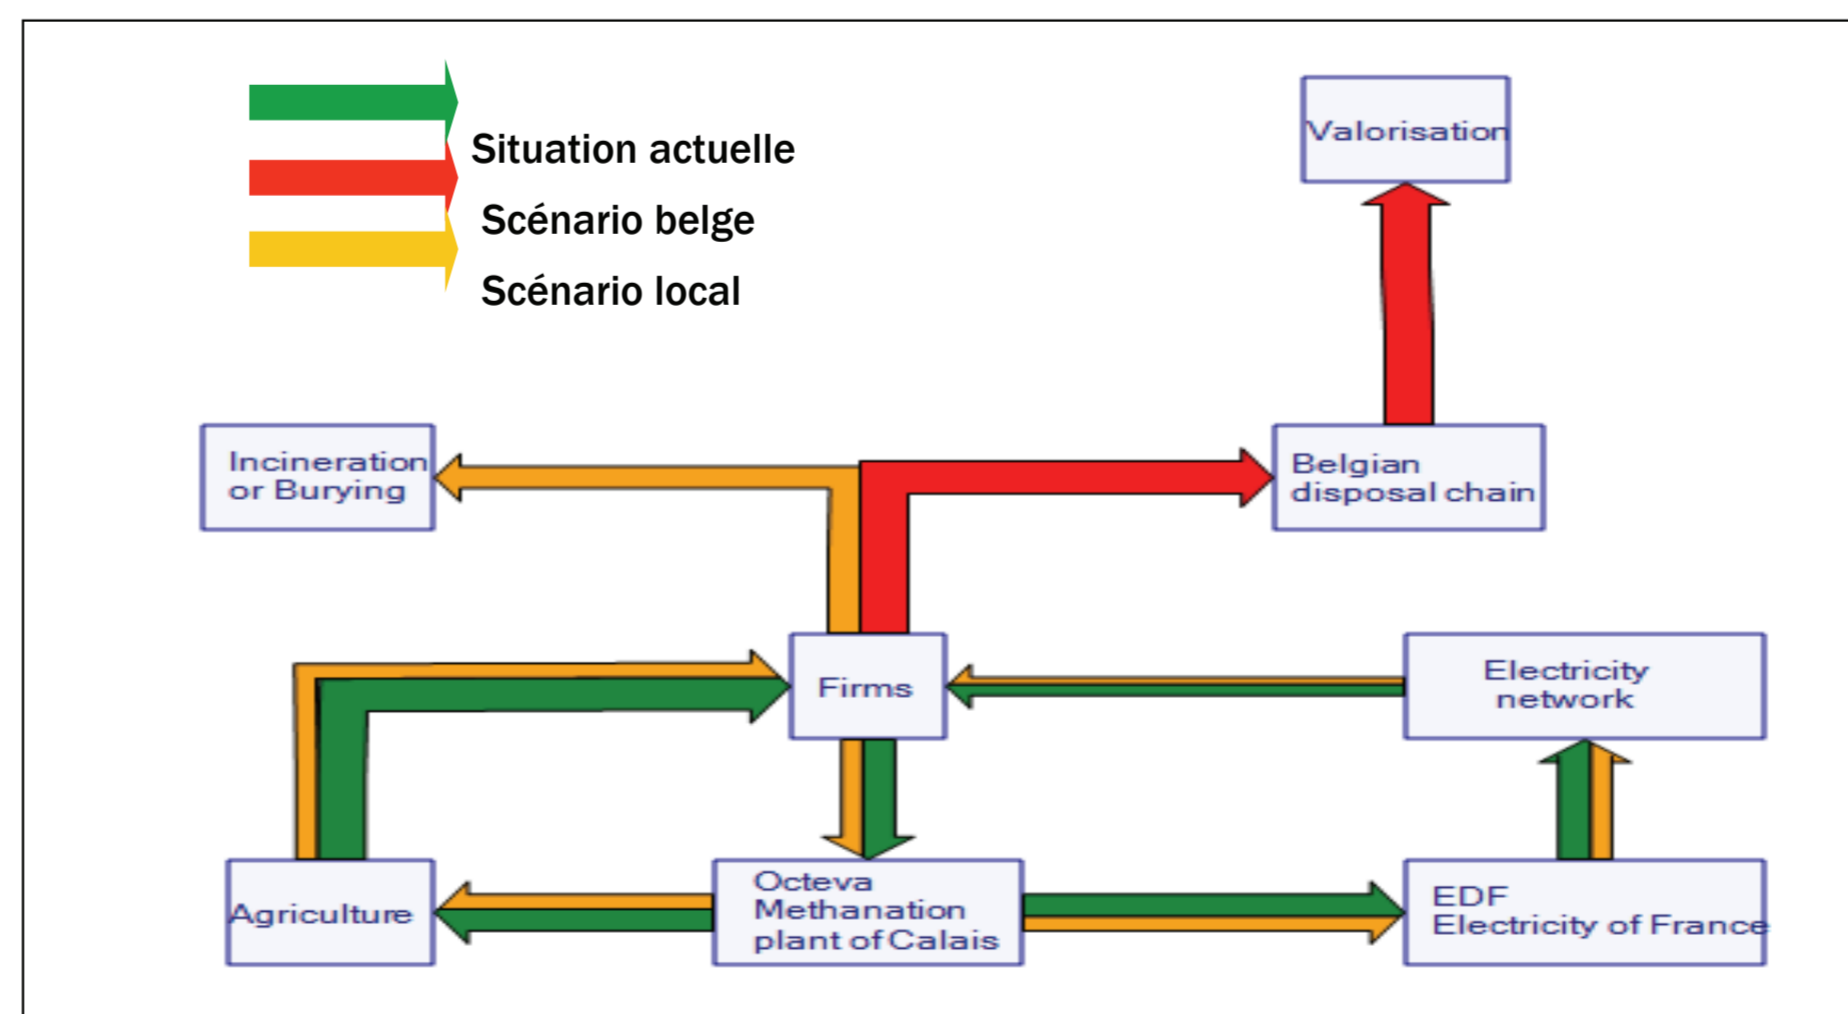 Situation actuelle
Scénario belge
Scénario local
Valorisation
Incineration
or Burying
Belgian
disposal chain
Firms
Electricity
network
Agriculture
Octeva
Methanation
plant of Calais
EDF
Electricity of France